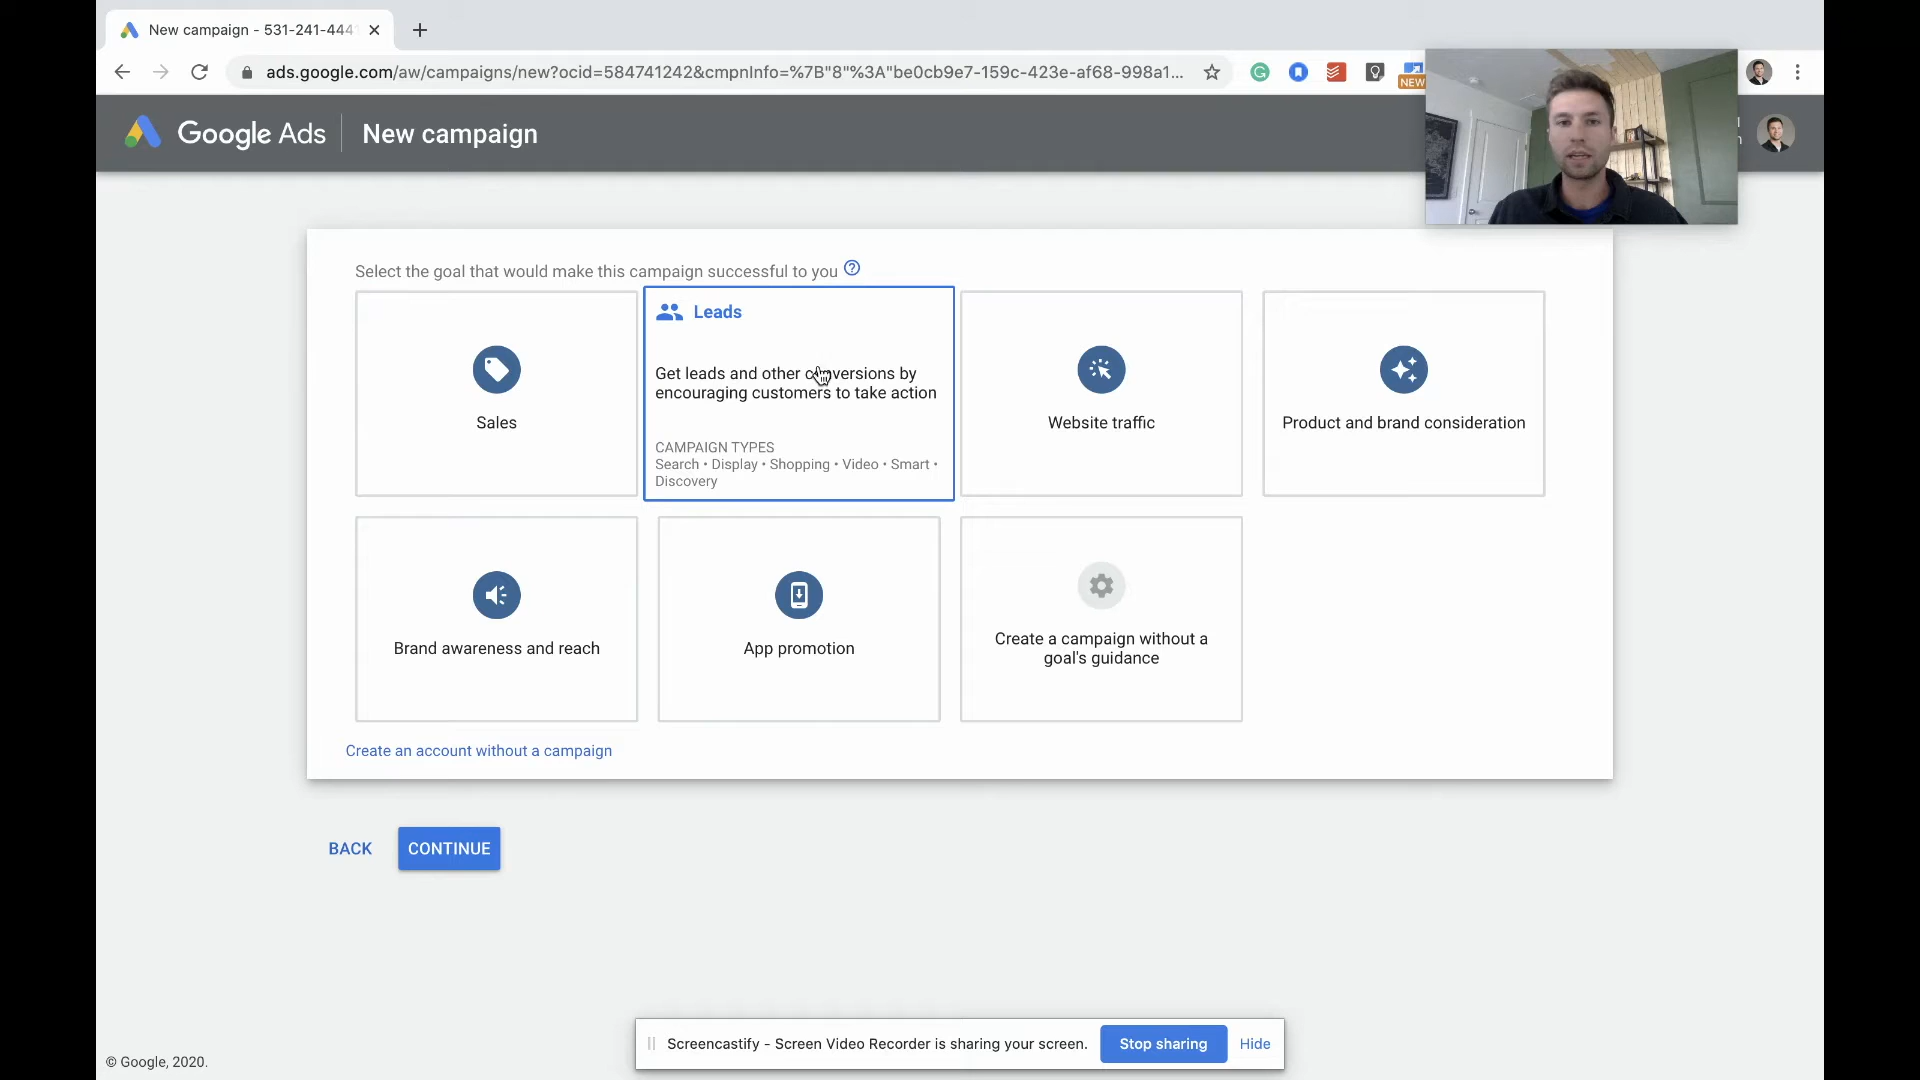 New campaign - 531-241-4441
ads.google.com/aw/campaigns/new?ocid=584741242&cmpnInfo=%7B"8"%3A"be0cb9e7-159c-423e-af68-998a1...
NEW
Google Ads
New campaign
Select the goal that would make this campaign successful to you
Sales
Leads
Get leads and other conversions by
encouraging customers to take action
CAMPAIGN TYPES
Search • Display • Shopping • Video • Smart •
Discovery
Website traffic
Product and brand consideration
Brand awareness and reach
App promotion
Create a campaign without a
goal's guidance
Create an account without a campaign
BACK
CONTINUE
Screencastify - Screen Video Recorder is sharing your screen.
Stop sharing
Hide
© Google, 2020.